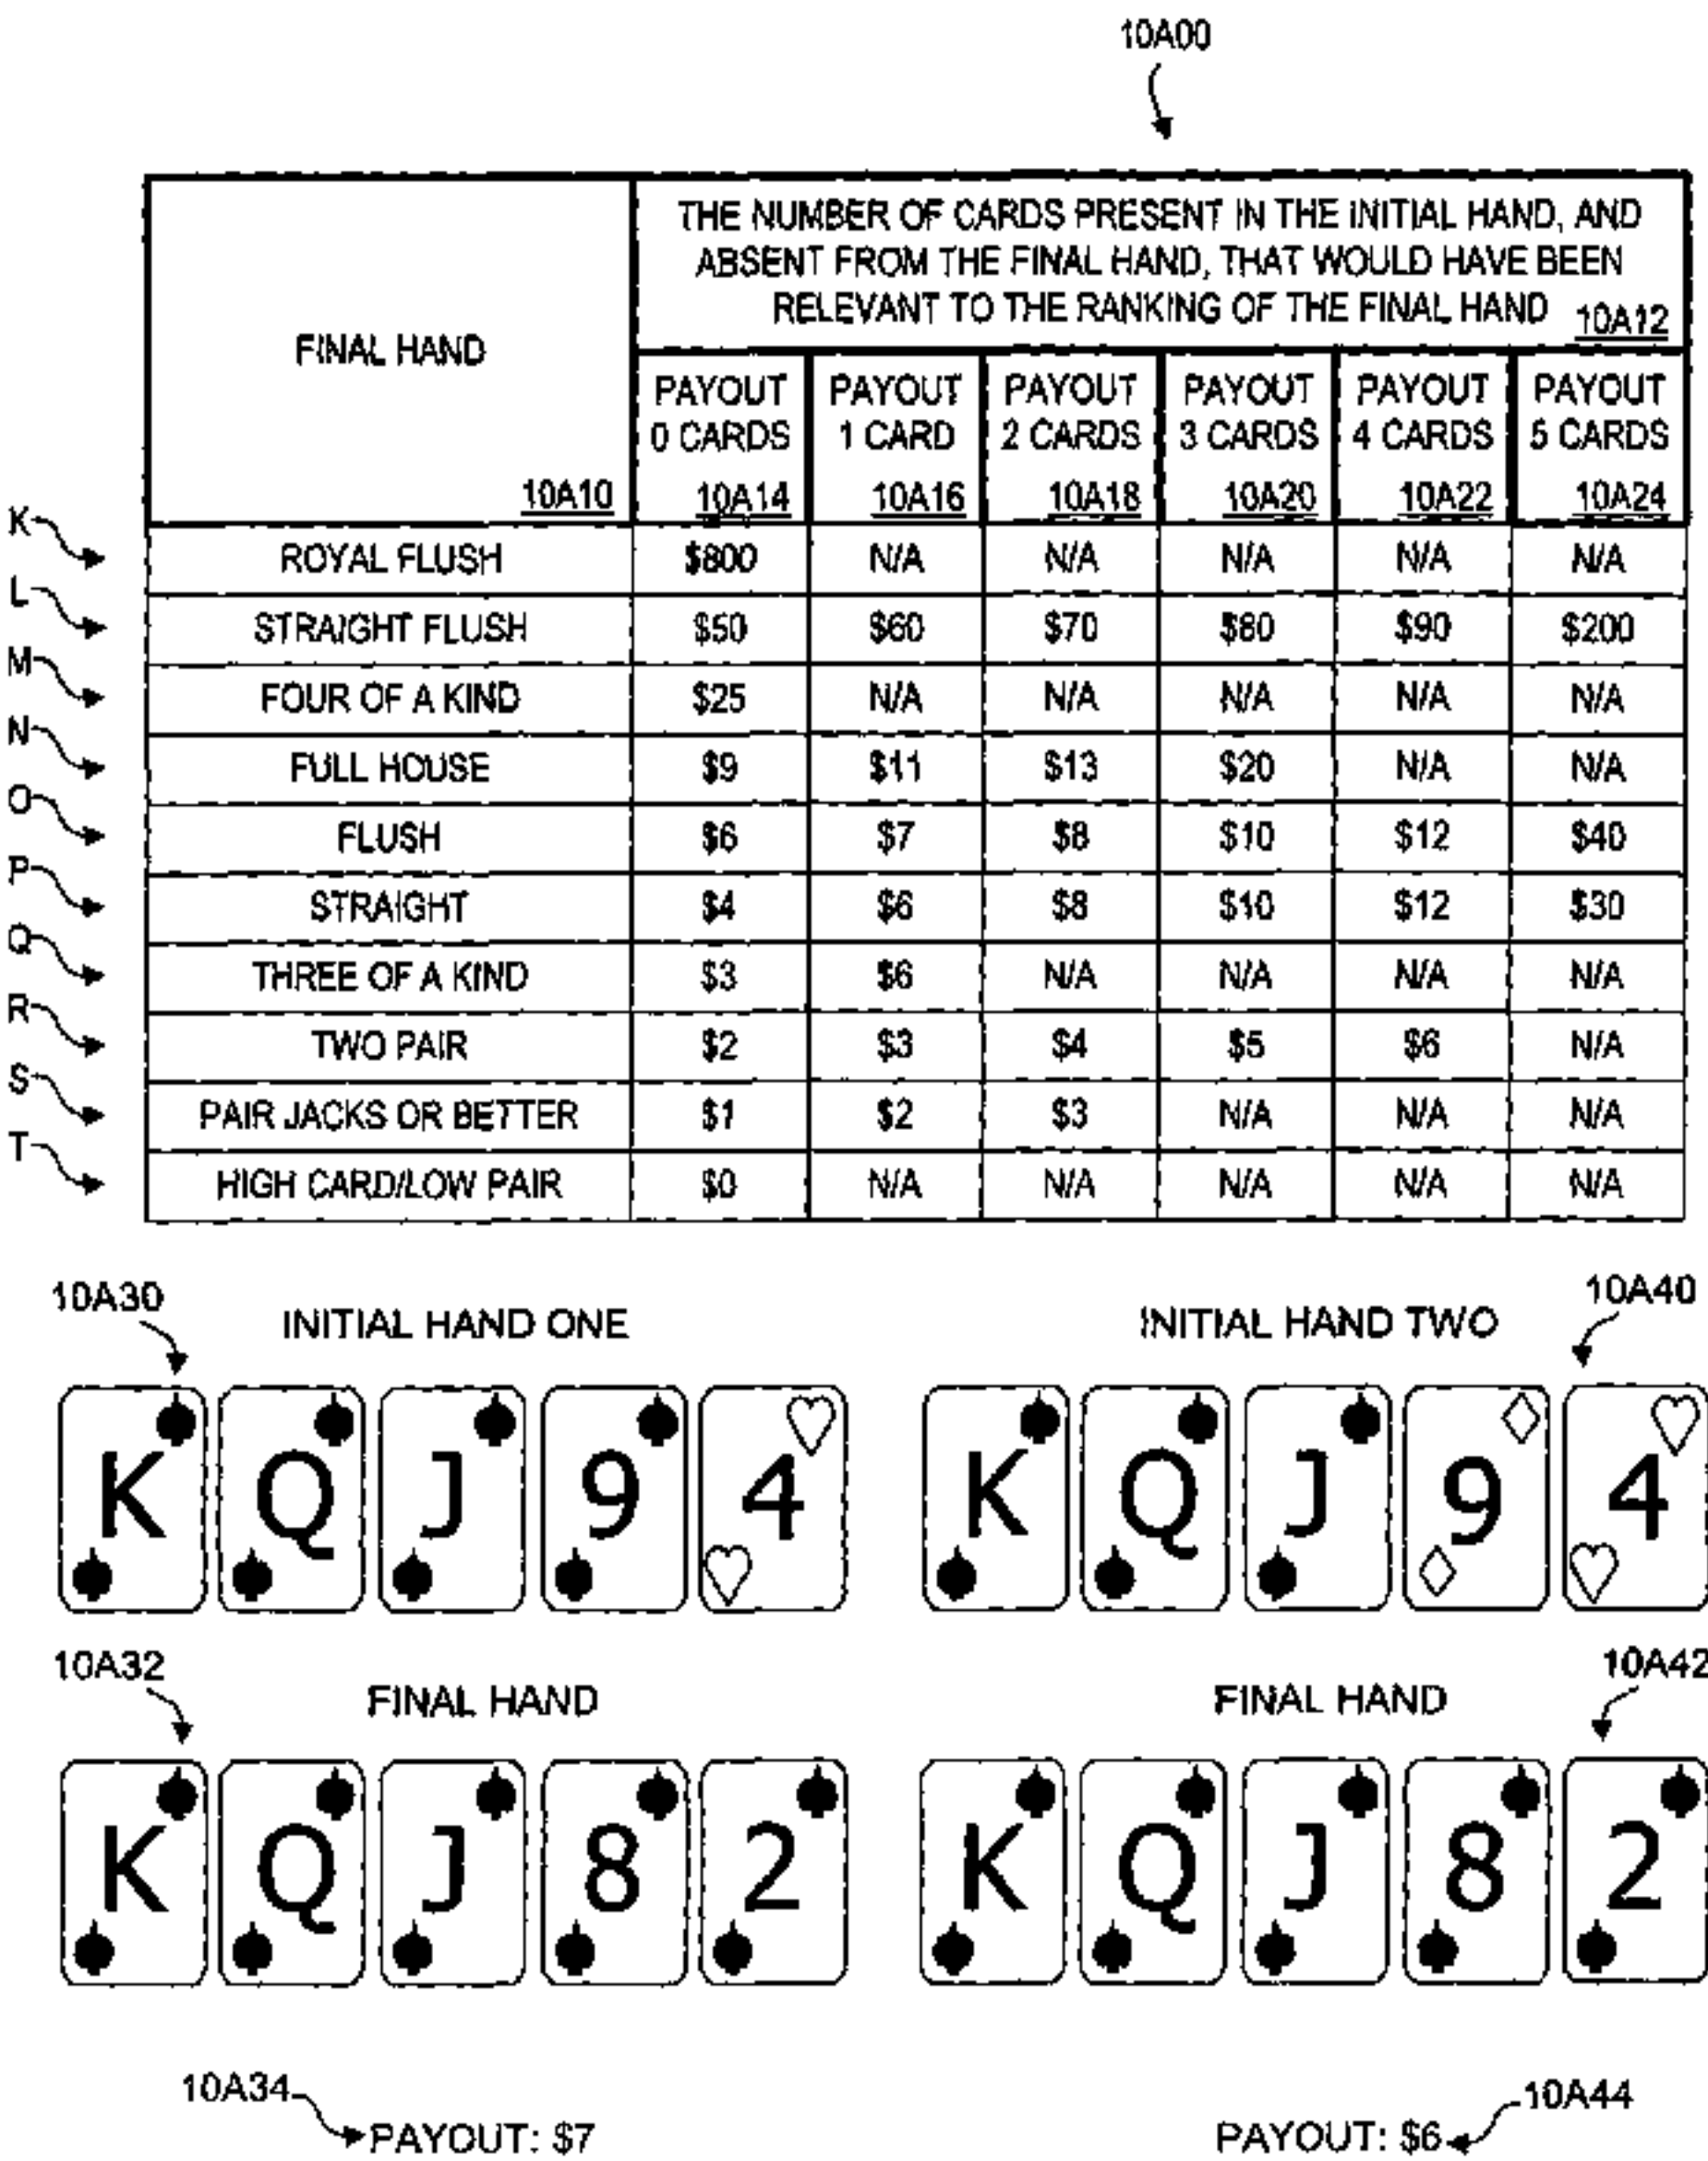 10A00
THE NUMBER OF CARDS PRESENT IN THE INITIAL HAND, AND
ABSENT FROM THE FINAL HAND, THAT WOULD HAVE BEEN
RELEVANT TO THE RANKING OF THE FINAL HAND 10A12
FINAL HAND
10A10
PAYOUT 0 CARDS 10A14
PAYOUT 1 CARD 10A16
PAYOUT 2 CARDS 10A18
PAYOUT 3 CARDS 10A20
PAYOUT 4 CARDS 10A22
PAYOUT 5 CARDS 10A24
K ROYAL FLUSH $800 N/A N/A N/A N/A N/A
L STRAIGHT FLUSH $50 $60 $70 $80 $90 $200
M FOUR OF A KIND $25 N/A N/A N/A N/A N/A
N FULL HOUSE $9 $11 $13 $20 N/A N/A
O FLUSH $6 $7 $8 $10 $12 $40
P STRAIGHT $4 $6 $8 $10 $12 $30
Q THREE OF A KIND $3 $6 N/A N/A N/A N/A
R TWO PAIR $2 $3 $4 $5 $6 N/A
S PAIR JACKS OR BETTER $1 $2 $3 N/A N/A N/A
T HIGH CARD/LOW PAIR $0 N/A N/A N/A N/A N/A
10A30 INITIAL HAND ONE
K Q J 9 4
10A32 FINAL HAND
K Q J 8 2
10A34 PAYOUT: $7
INITIAL HAND TWO 10A40
K Q J 9 4
FINAL HAND 10A42
K Q J 8 2
PAYOUT: $6 10A44